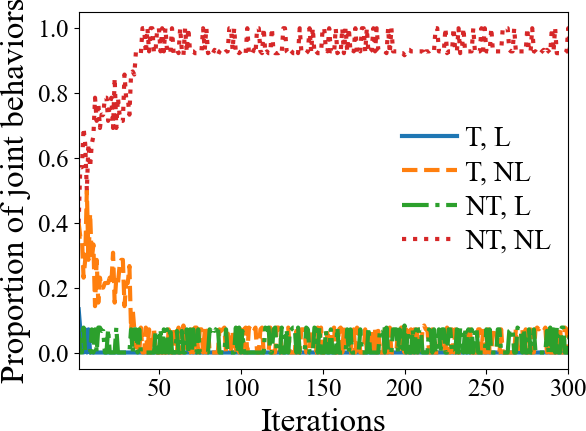 Proportion of joint behaviors
1.0
0.8
0.6
0.4
0.2
0.0
T, L
T, NL
NT, L
NT, NL
50 100 150 200 250 300
Iterations